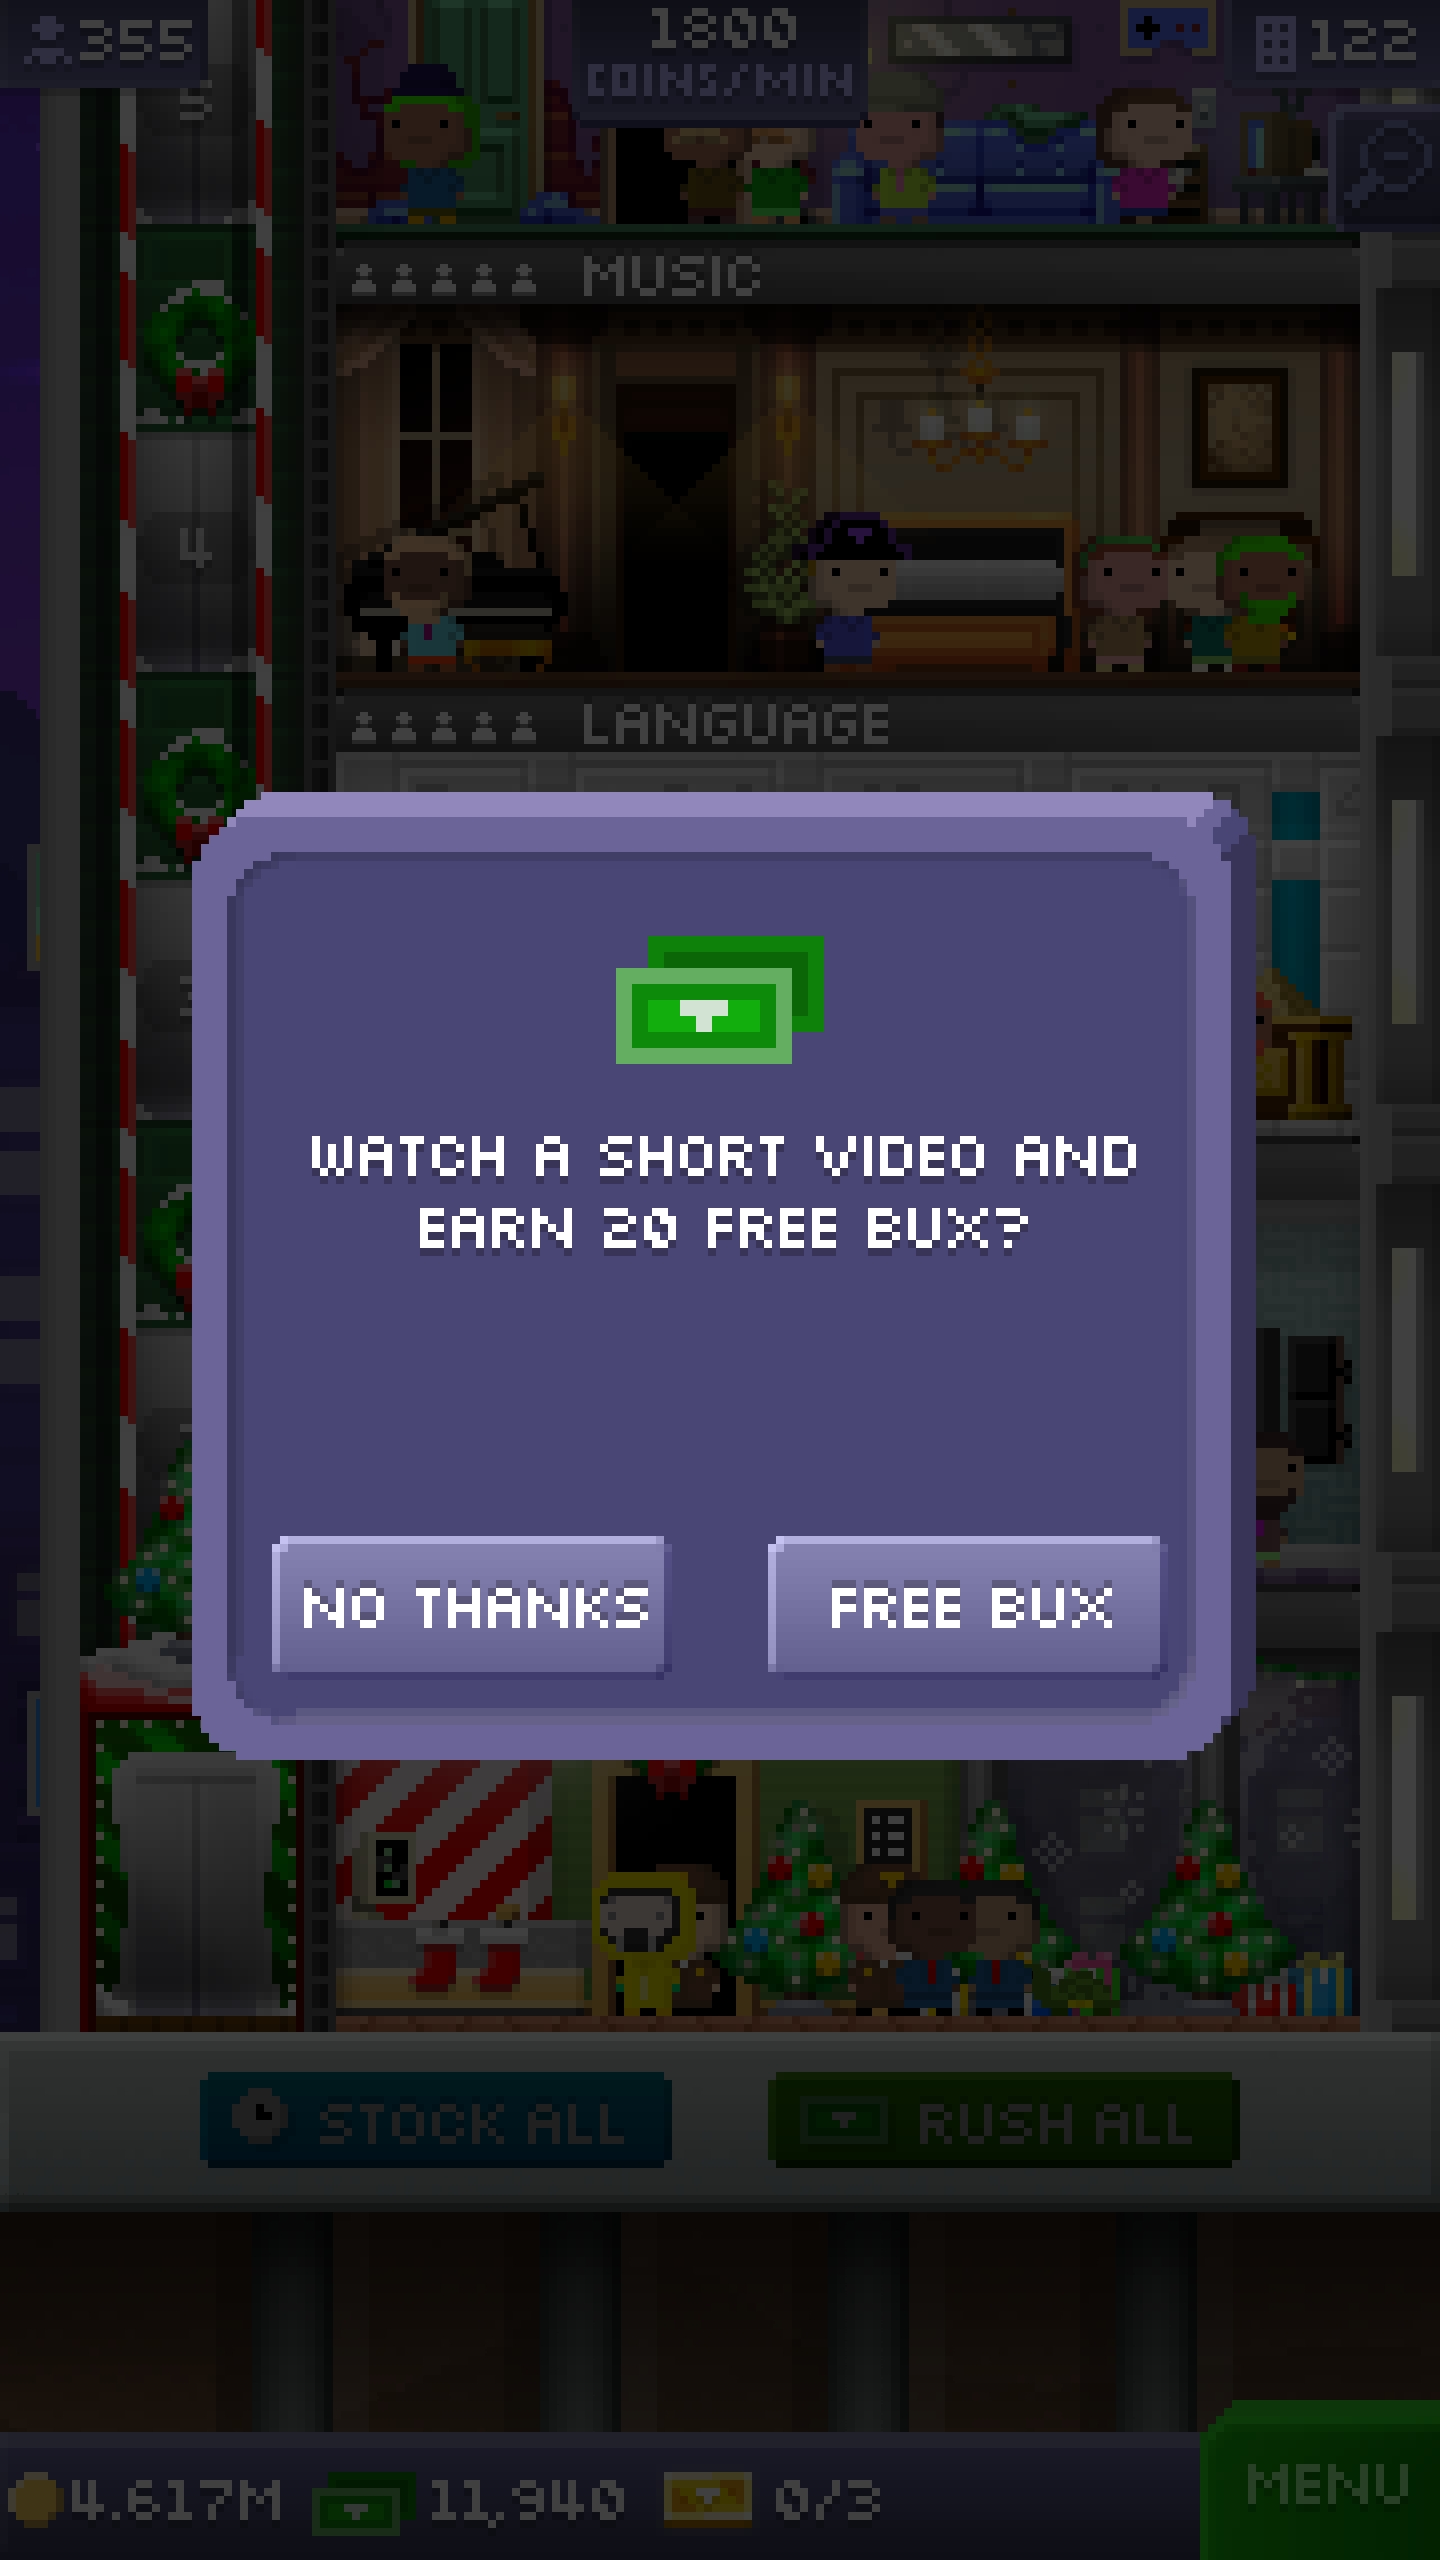 355
1800
COINS/MIN
122
5
MUSIC
4
LANGUAGE
WATCH A SHORT VIDEO AND
EARN 20 FREE BUX?
NO THANKS
FREE BUX
STOCK ALL
RUSH ALL
4.617M
11,940
0/3
MENU